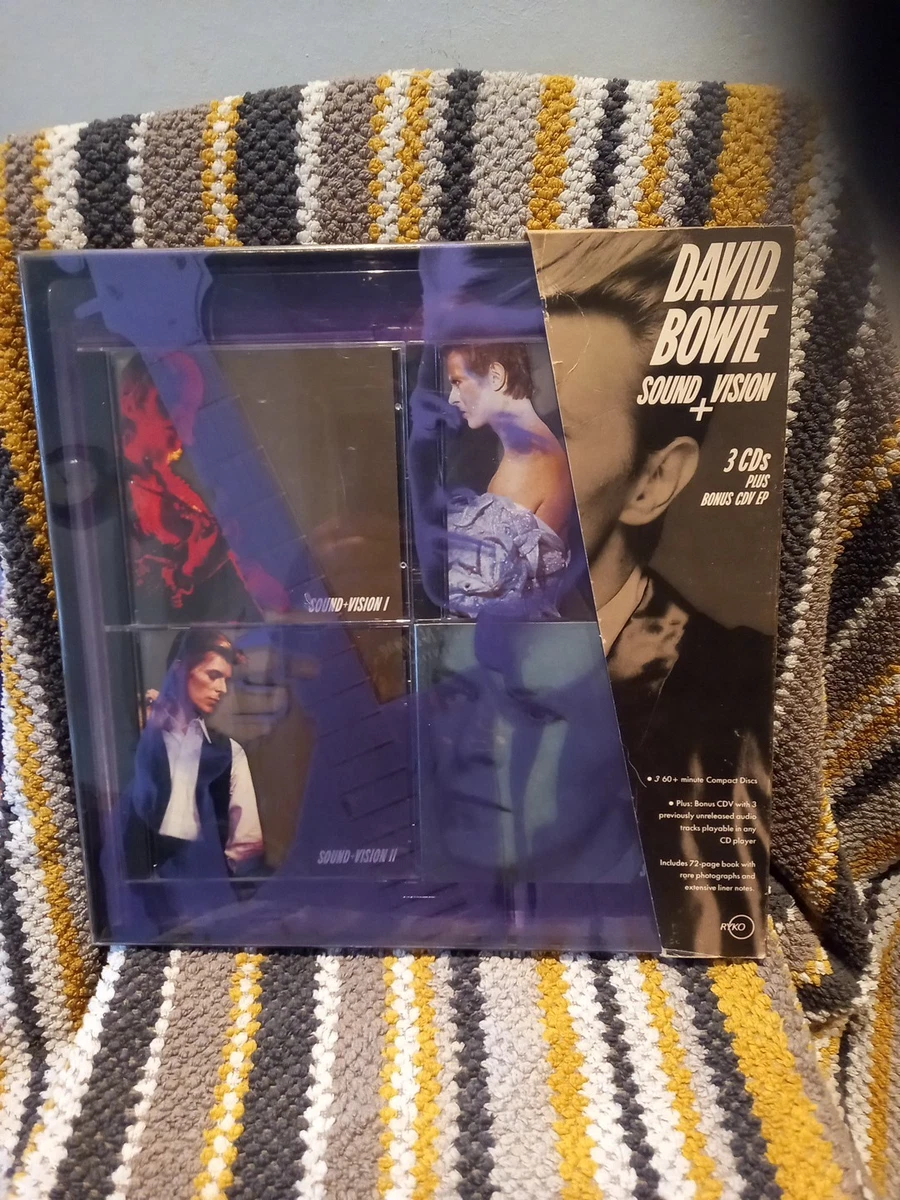 DAVID
BOWIE
SOUND + VISION
3 CDs
PLUS
BONUS CDV EP
SOUND+VISION I
SOUND+VISION II
• 3 60+ minute Compact Discs
• Plus: Bonus CDV with 3
previously unreleased audio
tracks playable in any
CD player
Includes 72-page book with
rare photographs and
extensive liner notes.
RYKO